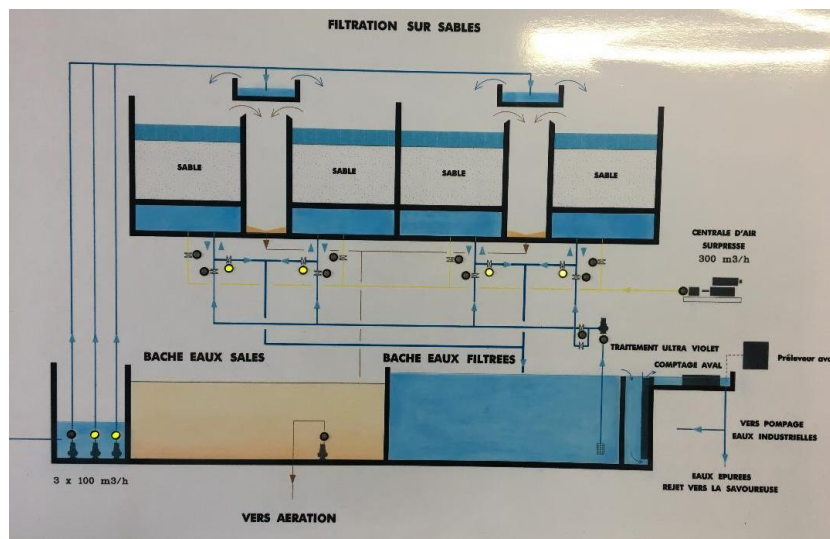 FILTRATION SUR SABLES
SABLE
SABLE
SABLE
SABLE
CENTRALE D'AIR
SURPRESSE
300 m3/h
BACHE EAUX SALES
BACHE EAUX FILTREES
TRAITEMENT ULTRA VIOLET
COMPTAGE AVAL
Préleveur ava
VERS POMPAGE
EAUX INDUSTRIELLES
3 x 100 m3/h
EAUX EPUREES
REJET VERS LA SAVOUREUSE
VERS AERATION